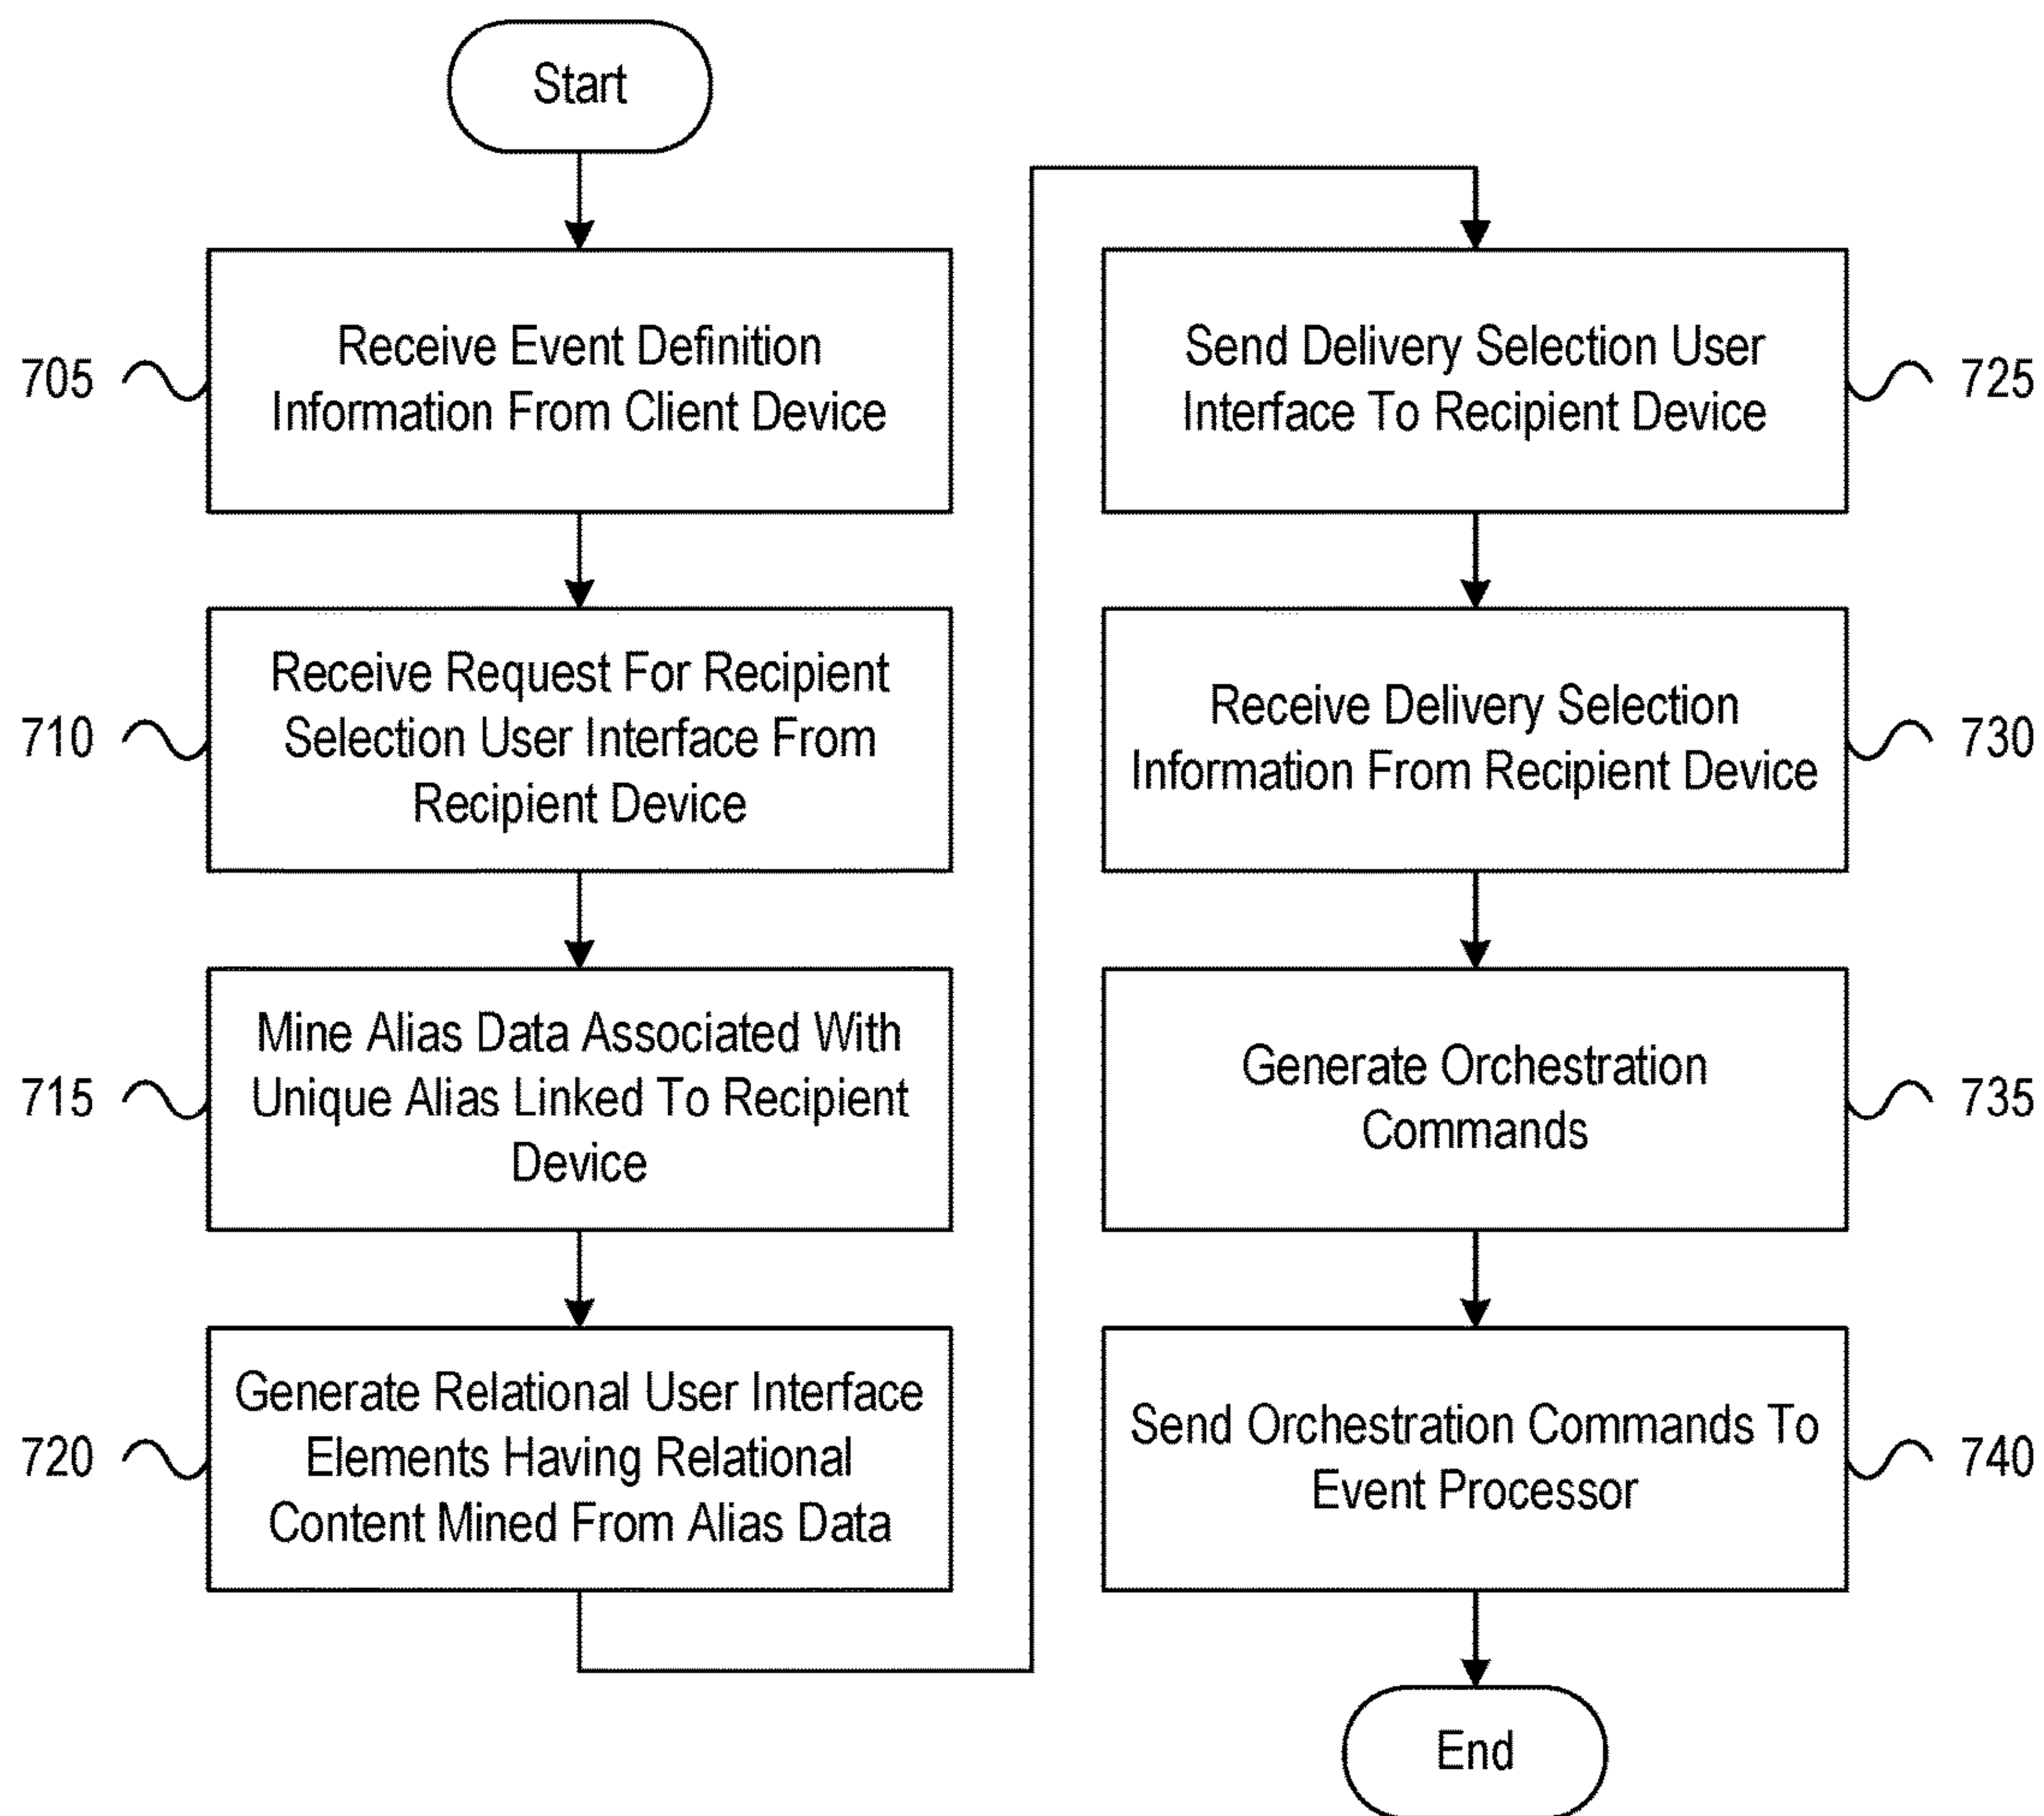 Start
705
Receive Event Definition
Information From Client Device
710
Receive Request For Recipient
Selection User Interface From
Recipient Device
715
Mine Alias Data Associated With
Unique Alias Linked To Recipient
Device
720
Generate Relational User Interface
Elements Having Relational
Content Mined From Alias Data
Send Delivery Selection User
Interface To Recipient Device
725
Receive Delivery Selection
Information From Recipient Device
730
Generate Orchestration
Commands
735
Send Orchestration Commands To
Event Processor
740
End